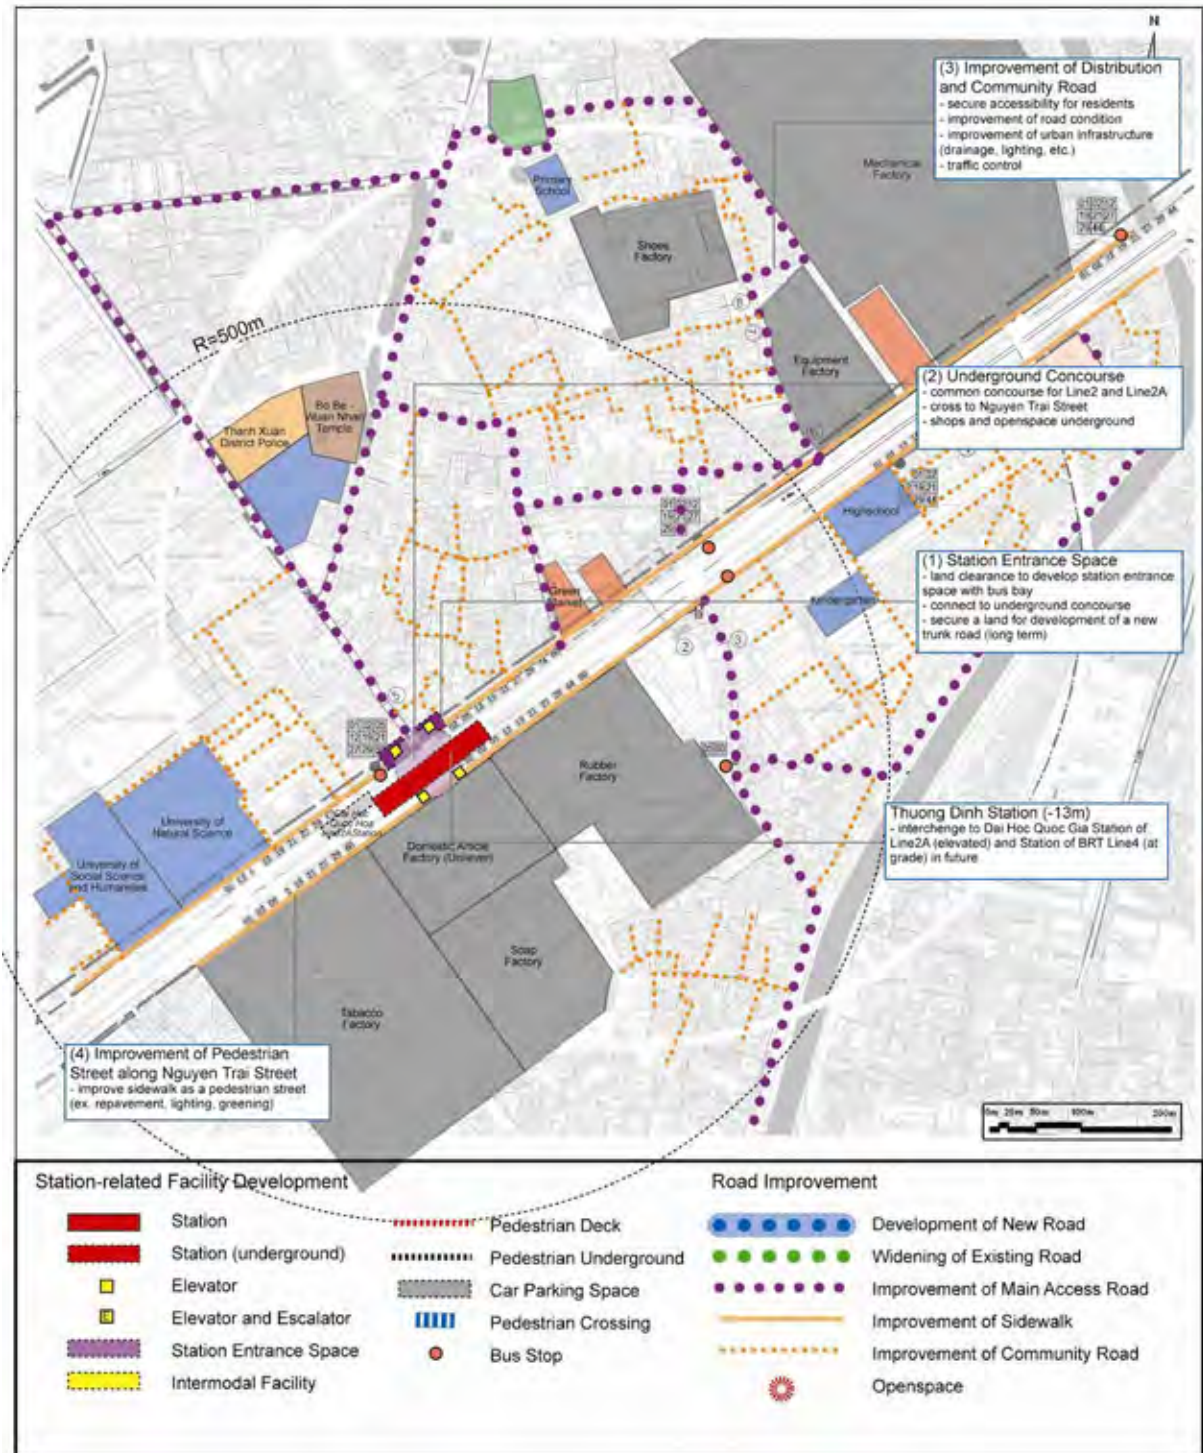 N
(3) Improvement of Distribution
and Community Road
- secure accessibility for residents
- improvement of road condition
- improvement of urban infrastructure
(drainage, lighting, etc.)
- traffic control
Mechanical
Factory
Primary
School
Shoes
Factory
R=500m
Equipment
Factory
(2) Underground Concourse
- common concourse for Line2 and Line2A
- cross to Nguyen Trai Street
- shops and openspace underground
Thanh Xuan
District Police
Bo Be -
Temple
Highschool
(1) Station Entrance Space
- land clearance to develop station entrance
space with bus bay
- connect to underground concourse
- secure a land for development of a new
trunk road (long term)
Green
Market
Kindergarten
3
2
5
Rubber
Factory
University of
Natural Science
Domestic Article
Factory (Unilever)
Thuong Dinh Station (-13m)
- interchenge to Dai Hoc Quoc Gia Station of
Line2A (elevated) and Station of BRT Line4 (at
grade) in future
University of
Social Science
and Humanities
Soap
Factory
Tabacco
Factory
(4) Improvement of Pedestrian
Street along Nguyen Trai Street
- improve sidewalk as a pedestrian street
(ex. repavement, lighting, greening)
0m 25m 50m 100m 200m
Station-related Facility Development
Station
Station (underground)
Elevator
Elevator and Escalator
Station Entrance Space
Intermodal Facility
Pedestrian Deck
Pedestrian Underground
Car Parking Space
Pedestrian Crossing
Bus Stop
Road Improvement
Development of New Road
Widening of Existing Road
Improvement of Main Access Road
Improvement of Sidewalk
Improvement of Community Road
Openspace